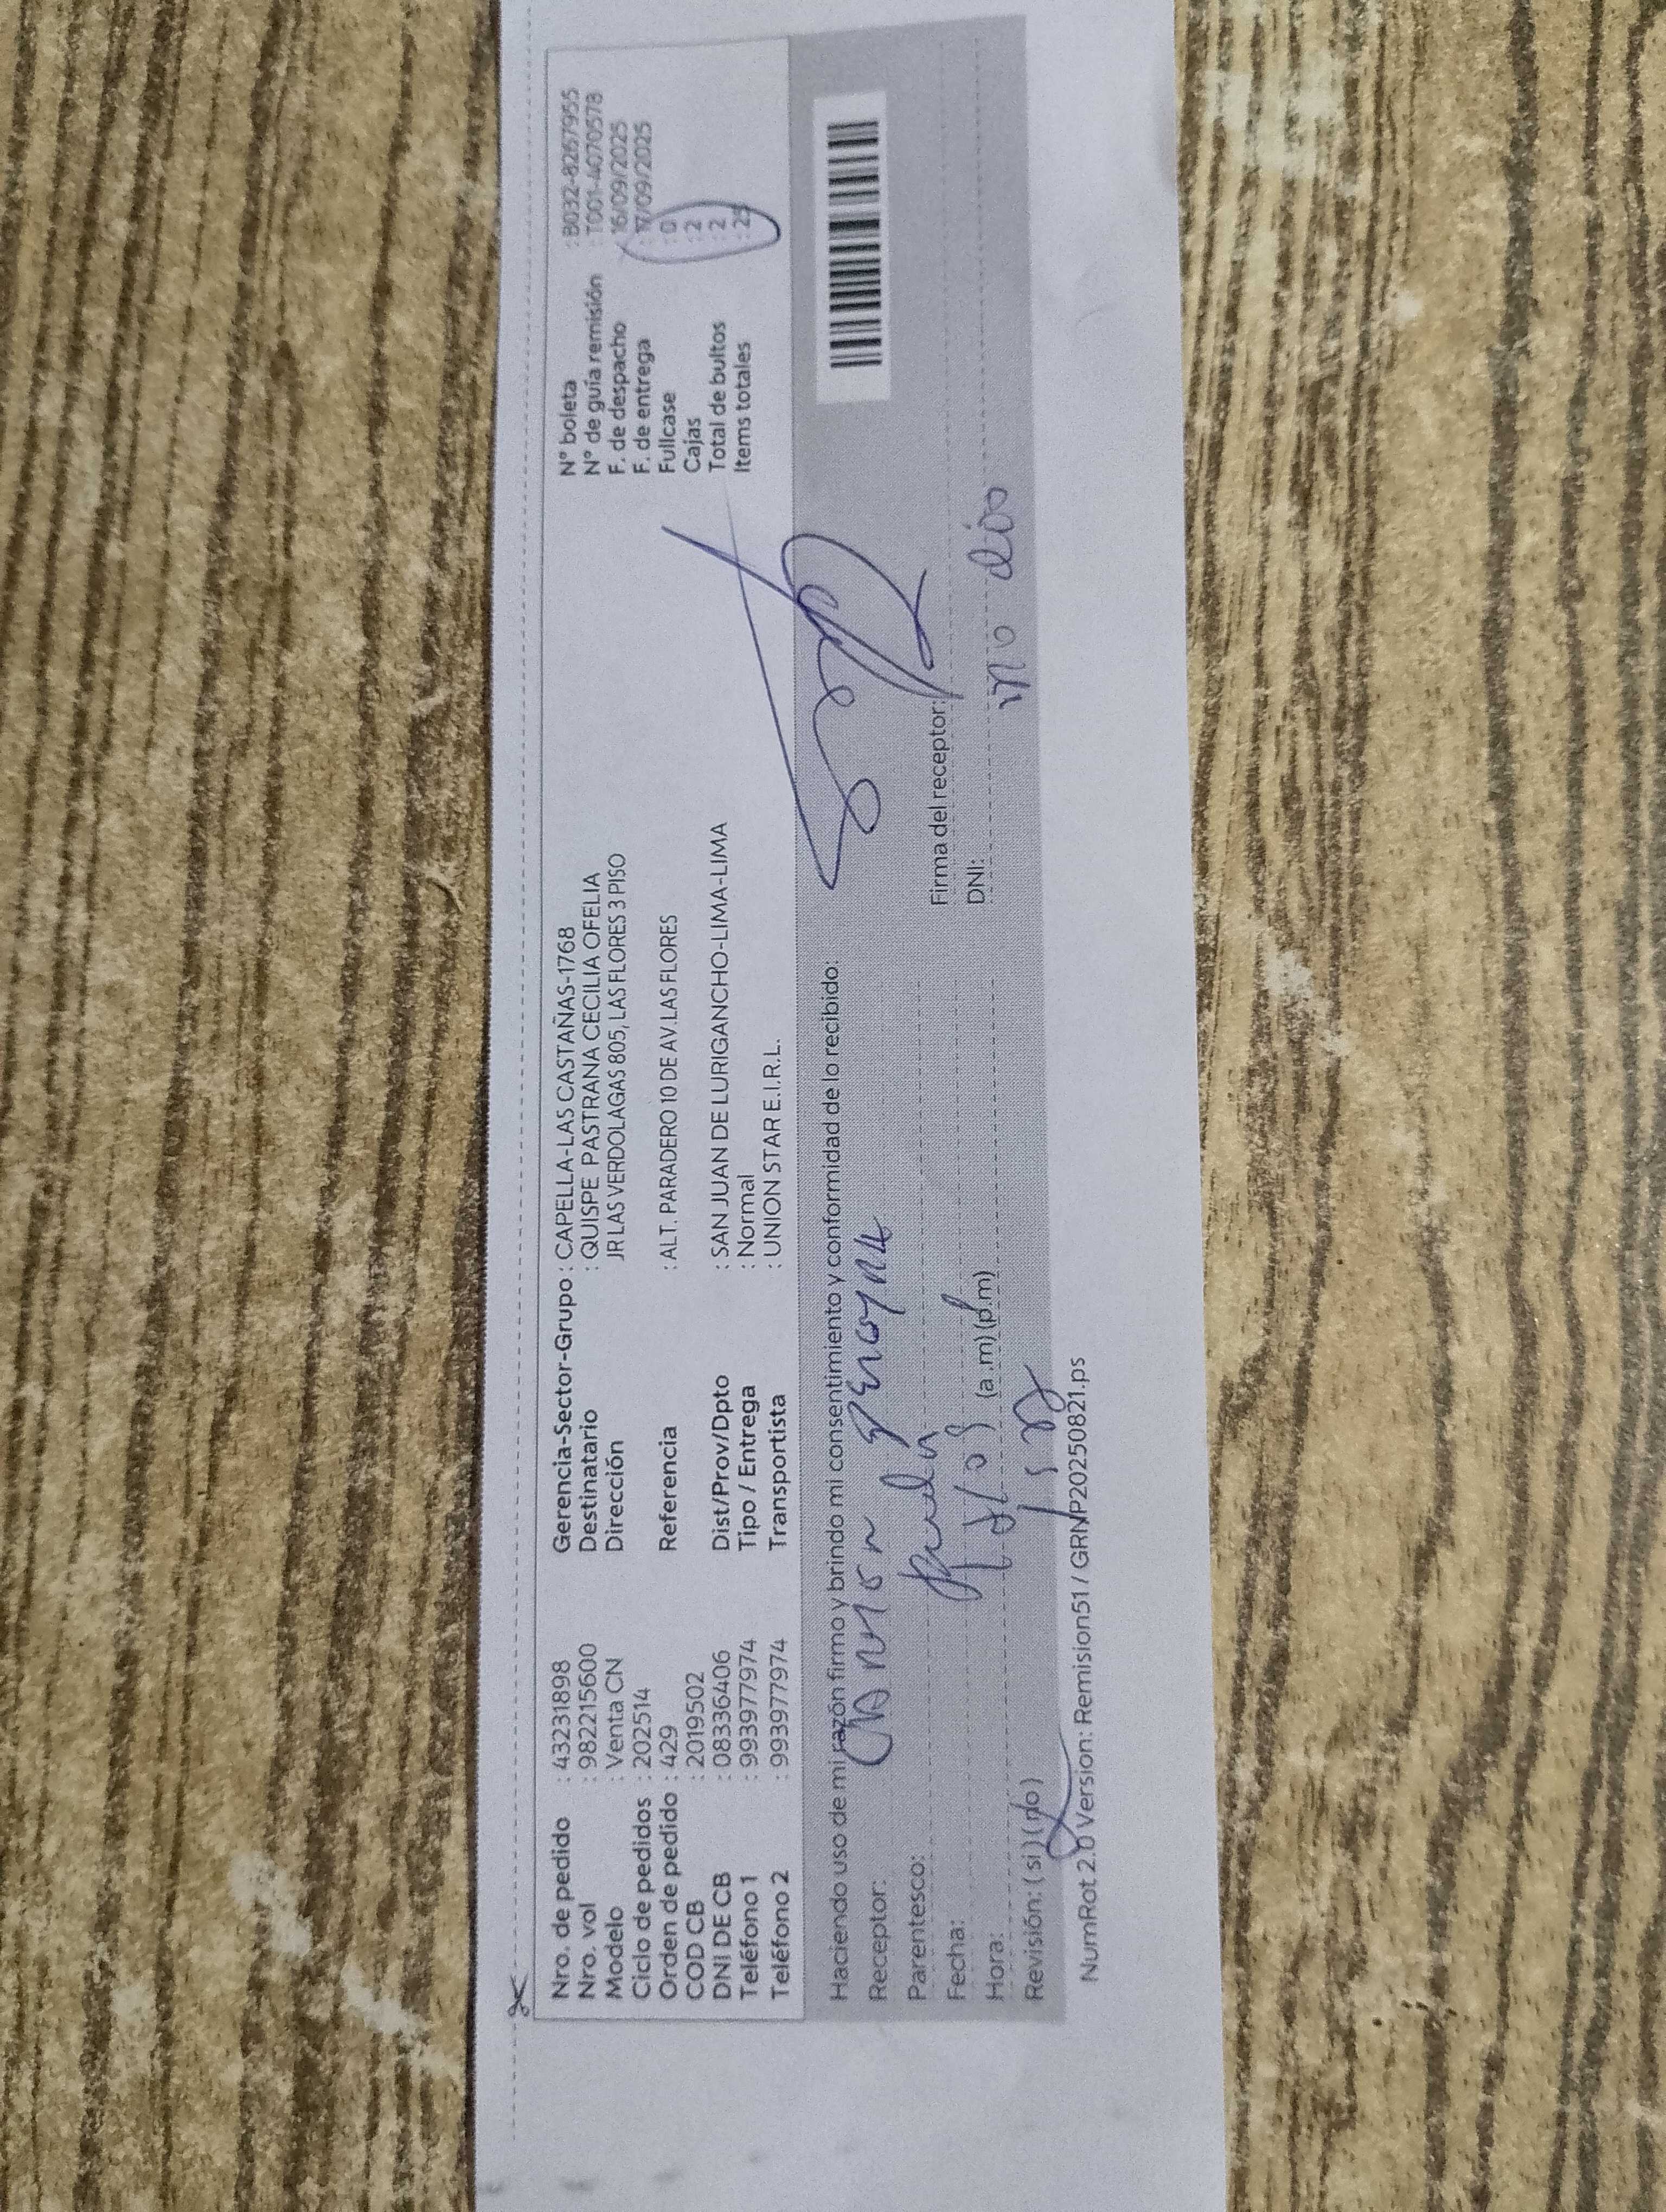 Nro. de pedido : 43231898
Nro. vol : 982215600
Modelo : Venta CN
Ciclo de pedidos : 202514
Orden de pedido : 429
COD CB : 2019502
DNI DE CB : 08336406
Teléfono 1 : 993977974
Teléfono 2 : 993977974
Gerencia-Sector-Grupo : CAPELLA-LAS CASTAÑAS-1768
Destinatario : QUISPE PASTRANA CECILIA OFELIA
Dirección JR LAS VERDOLAGAS 805, LAS FLORES 3 PISO
Referencia : ALT. PARADERO 10 DE AV.LAS FLORES
Dist/Prov/Dpto : SAN JUAN DE LURIGANCHO-LIMA-LIMA
Tipo / Entrega : Normal
Transportista : UNION STAR E.I.R.L.
N° boleta : B032-8267955
N° de guía remisión : T001-4070578
F. de despacho : 16/09/2025
F. de entrega : 17/09/2025
Fullcase : 0
Cajas : 2
Total de bultos : 2
Items totales : 25
Haciendo uso de mi razón firmo y brindo mi consentimiento y conformidad de lo recibido:
Receptor:
Parentesco:
Fecha:
Hora: (a .m) (p.m)
Revisión: ( si ) ( no )
Firma del receptor:
DNI:
no dio
NumRot 2.0 Version: Remision51 / GRNP20250821.ps